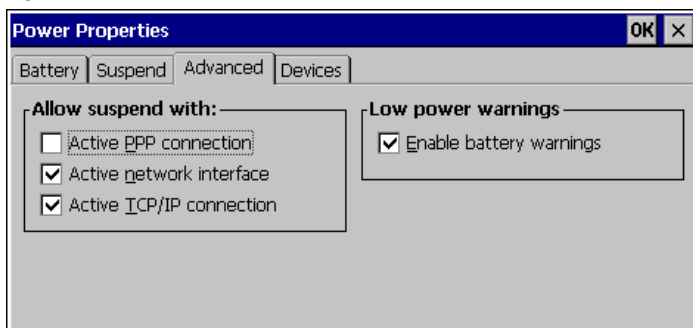 Power Properties OK ×
Battery Suspend Advanced Devices
Allow suspend with:
Active PPP connection
Active network interface
Active TCP/IP connection
Low power warnings
Enable battery warnings